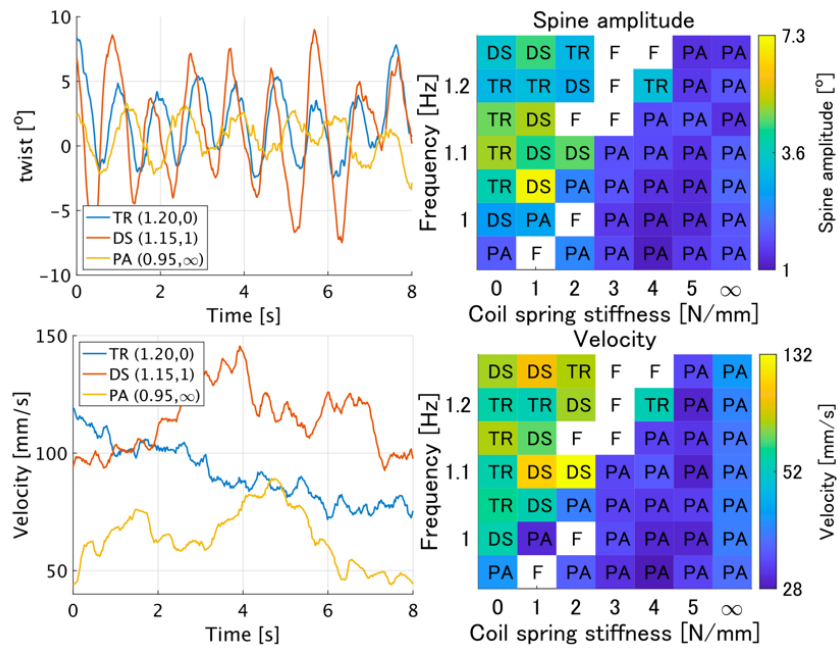 10
5
0
−5
−10
twist [°]
TR (1.20,0)
DS (1.15,1)
PA (0.95,∞)
0 2 4 6 8
Time [s]
Spine amplitude
Frequency [Hz]
1.2
1.1
1
DS DS TR F F PA PA
TR TR DS F TR PA PA
TR DS F F PA PA PA
TR DS DS PA PA PA PA
TR DS PA PA PA PA PA
DS PA F PA PA PA PA
PA F PA PA PA PA PA
0 1 2 3 4 5 ∞
Coil spring stiffness [N/mm]
7.3
3.6
1
Spine amplitude [°]
150
100
50
Velocity [mm/s]
TR (1.20,0)
DS (1.15,1)
PA (0.95,∞)
0 2 4 6 8
Time [s]
Velocity
Frequency [Hz]
1.2
1.1
1
DS DS TR F F PA PA
TR TR DS F TR PA PA
TR DS F F PA PA PA
TR DS DS PA PA PA PA
TR DS PA PA PA PA PA
DS PA F PA PA PA PA
PA F PA PA PA PA PA
0 1 2 3 4 5 ∞
Coil spring stiffness [N/mm]
132
52
28
Velocity [mm/s]